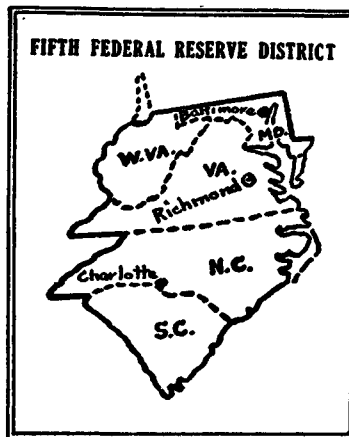 FIFTH FEDERAL RESERVE DISTRICT
Baltimore
MD.
W.VA.
VA.
Richmond
Charlotte
N.C.
S.C.